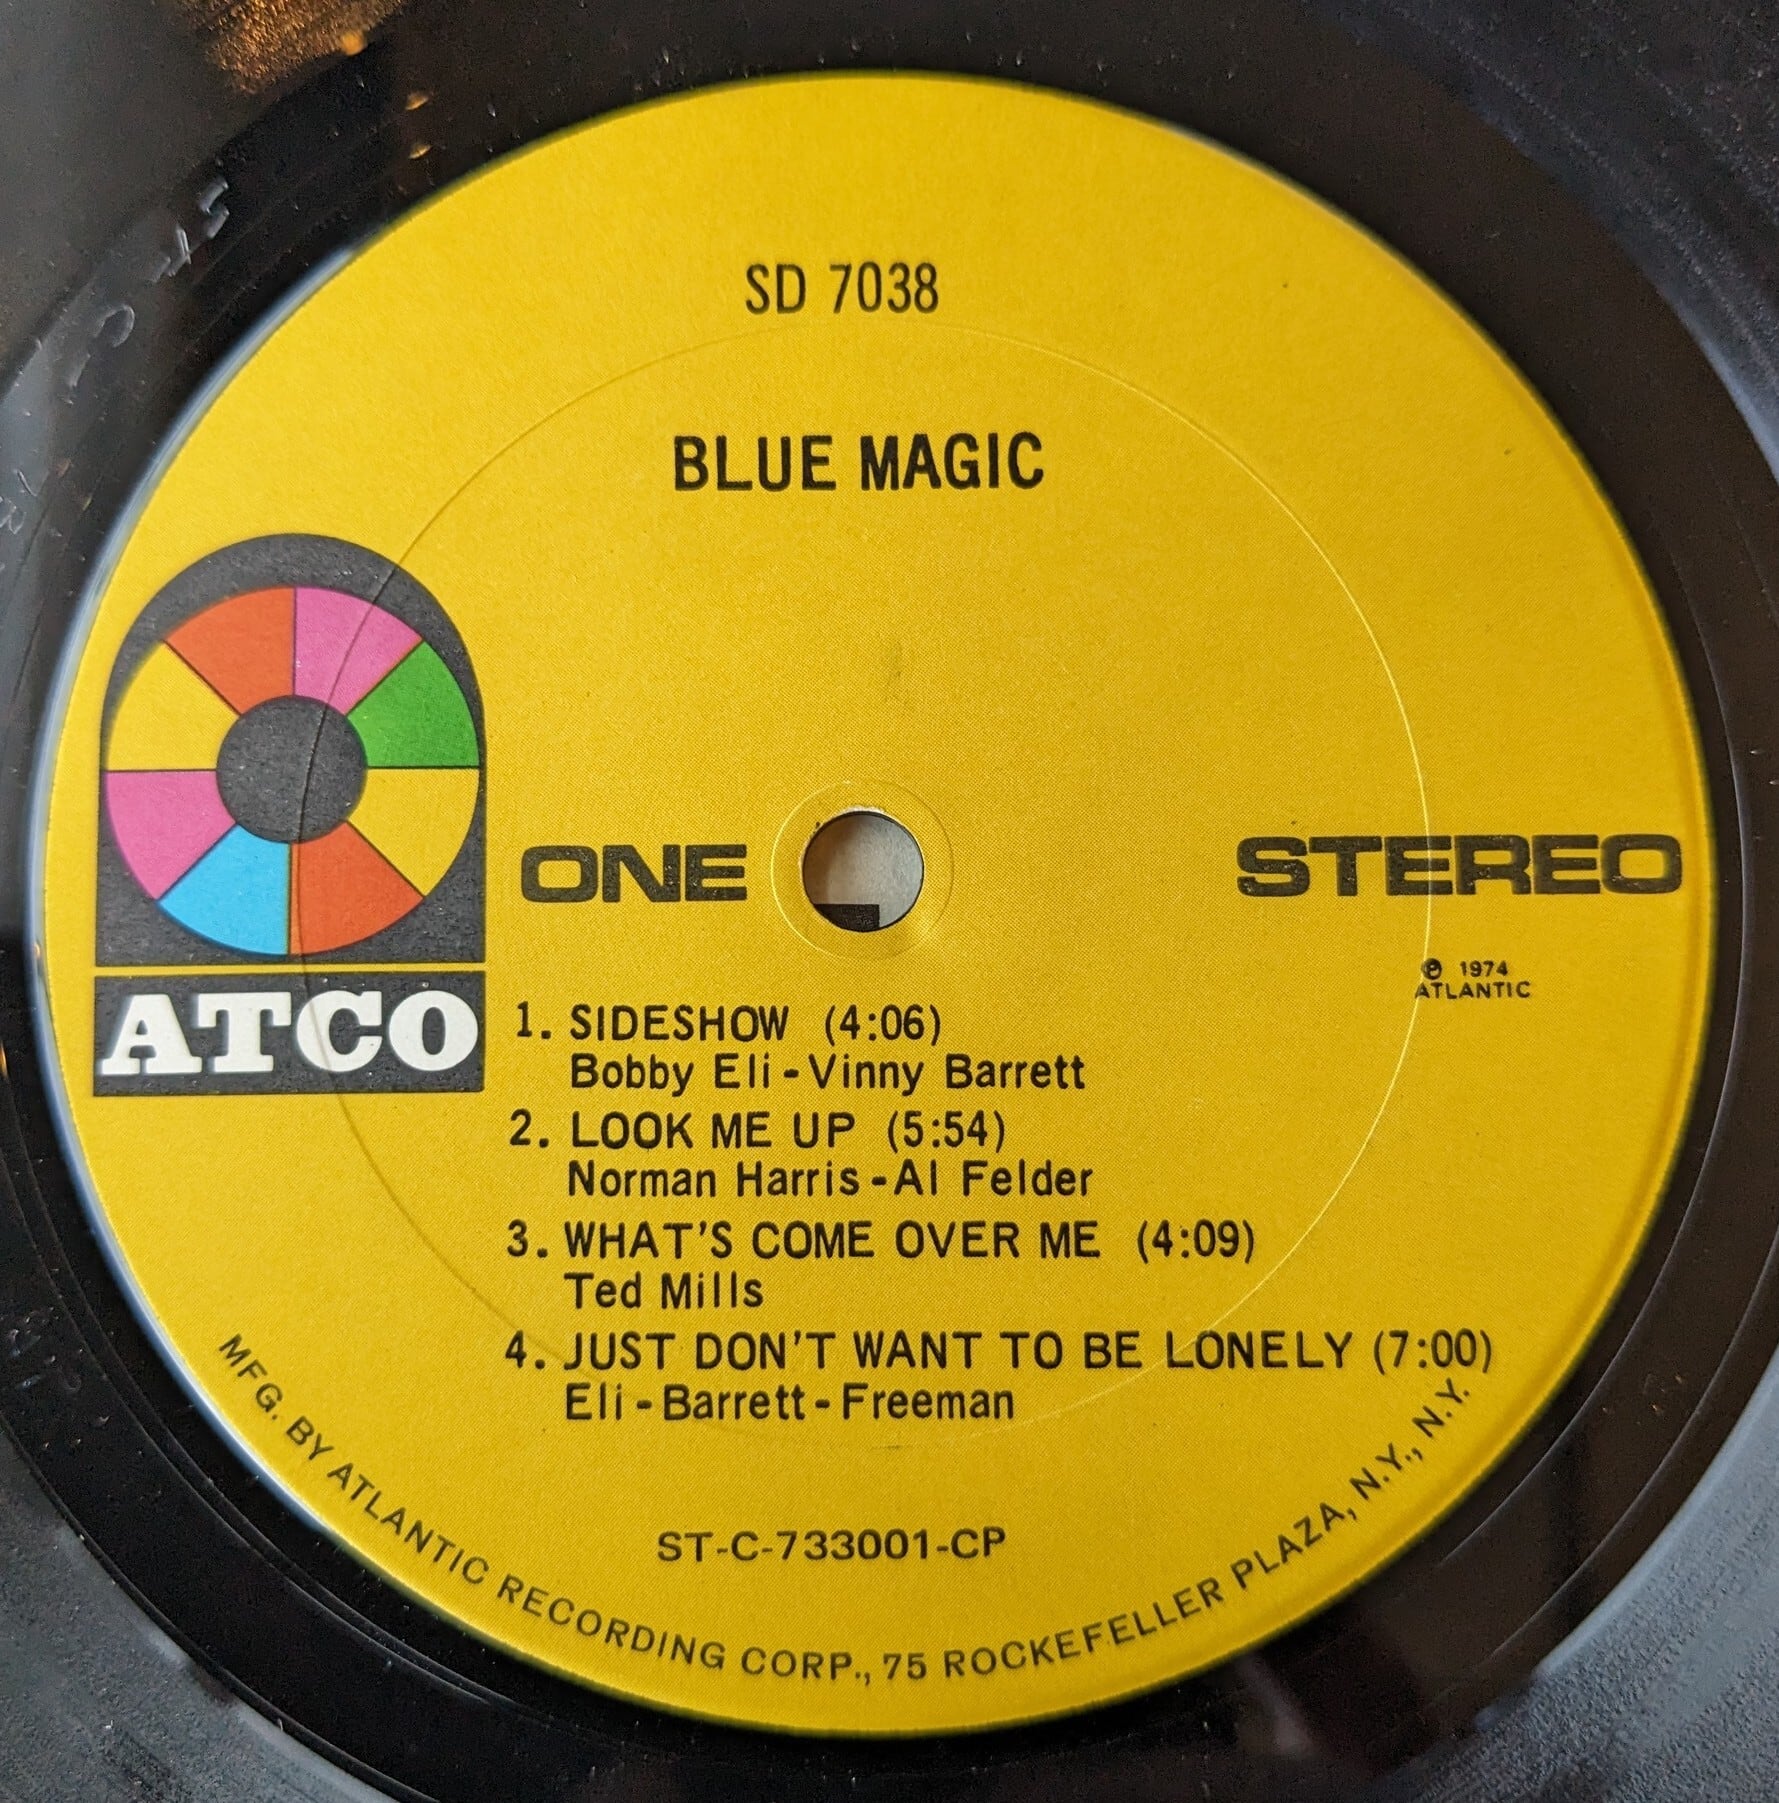 SD 7038
BLUE MAGIC
ATCO
ONE
STEREO
℗ 1974
ATLANTIC
1. SIDESHOW (4:06)
Bobby Eli - Vinny Barrett
2. LOOK ME UP (5:54)
Norman Harris - Al Felder
3. WHAT'S COME OVER ME (4:09)
Ted Mills
4. JUST DON'T WANT TO BE LONELY (7:00)
Eli - Barrett - Freeman
ST-C-733001-CP
MFG. BY ATLANTIC RECORDING CORP., 75 ROCKEFELLER PLAZA, N.Y., N.Y.